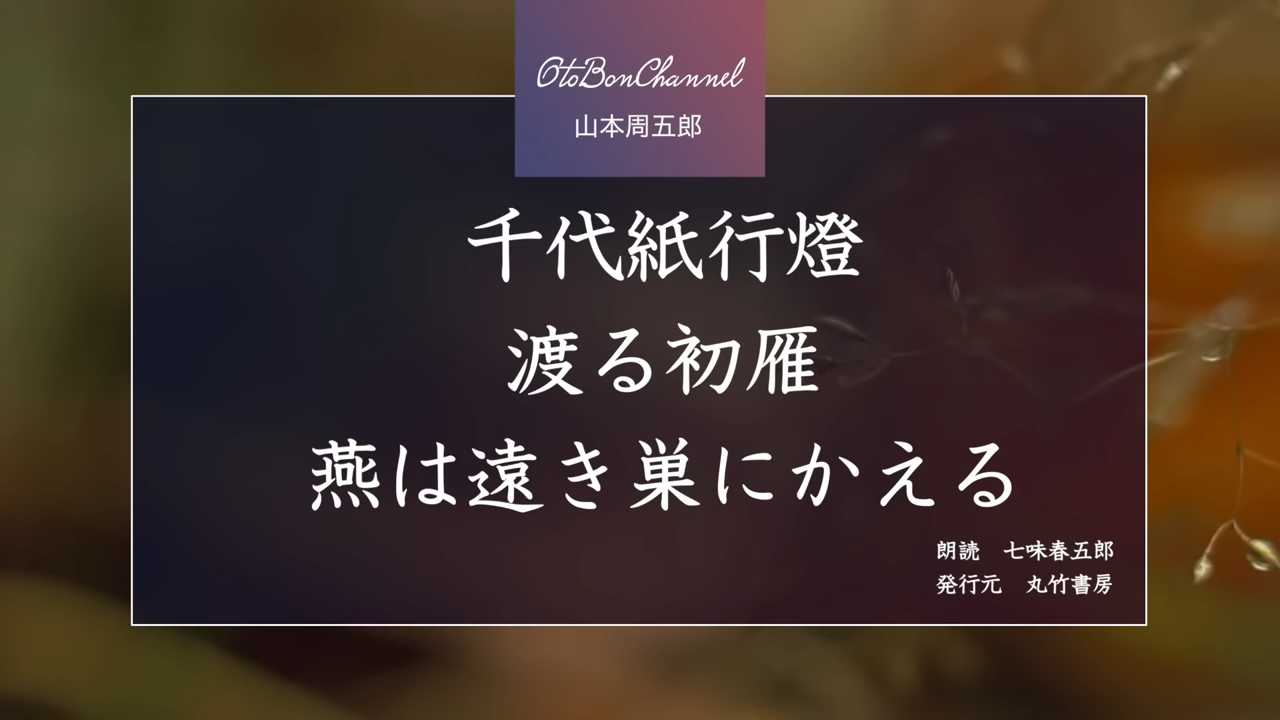 OtoBonChannel
山本周五郎
千代紙行燈
渡る初雁
燕は遠き巣にかえる
朗読　七味春五郎
発行元　丸竹書房